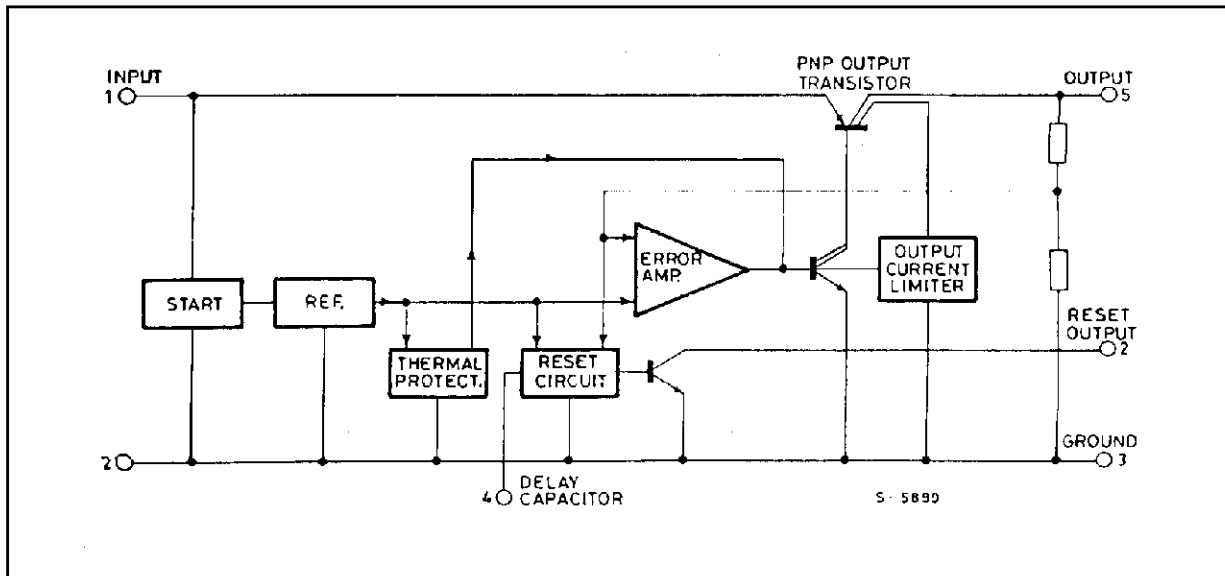 INPUT
1
PNP OUTPUT
TRANSISTOR
OUTPUT
5
ERROR
AMP.
OUTPUT
CURRENT
LIMITER
START
REF.
RESET
OUTPUT
2
THERMAL
PROTECT.
RESET
CIRCUIT
GROUND
3
2
4
DELAY
CAPACITOR
S-5890